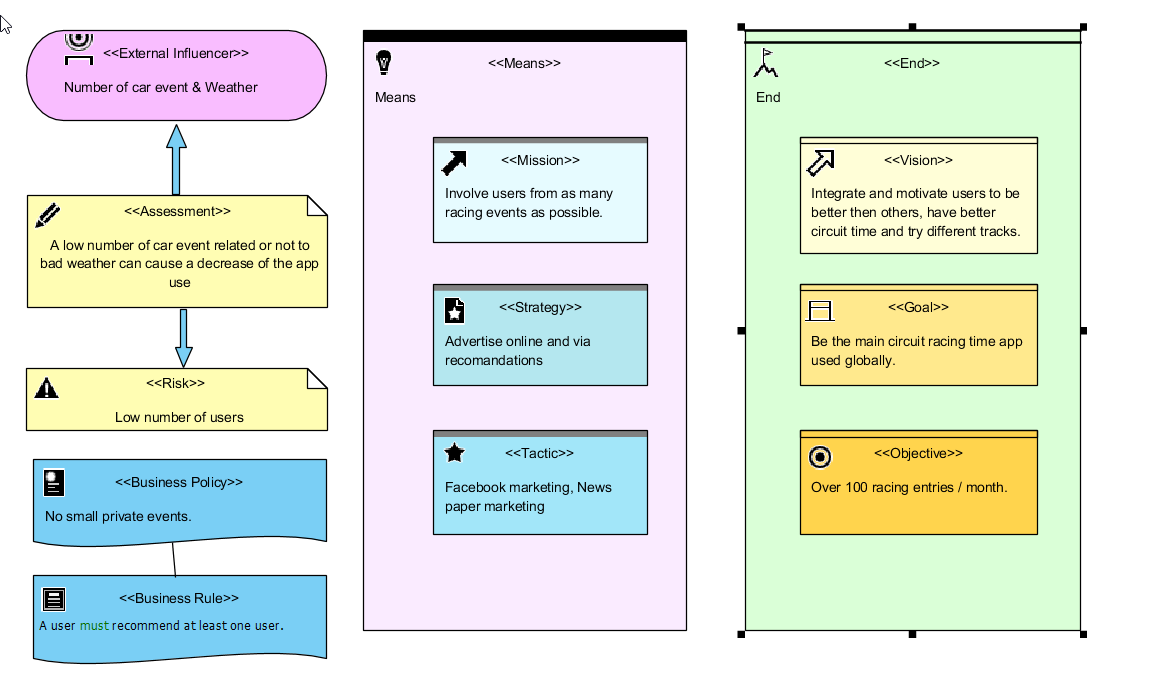 <<External Influencer>>
Number of car event & Weather
<<Assessment>>
A low number of car event related or not to
bad weather can cause a decrease of the app
use
<<Risk>>
Low number of users
<<Business Policy>>
No small private events.
<<Business Rule>>
A user must recommend at least one user.
<<Means>>
Means
<<Mission>>
Involve users from as many
racing events as possible.
<<Strategy>>
Advertise online and via
recomandations
<<Tactic>>
Facebook marketing, News
paper marketing
<<End>>
End
<<Vision>>
Integrate and motivate users to be
better then others, have better
circuit time and try different tracks.
<<Goal>>
Be the main circuit racing time app
used globally.
<<Objective>>
Over 100 racing entries / month.